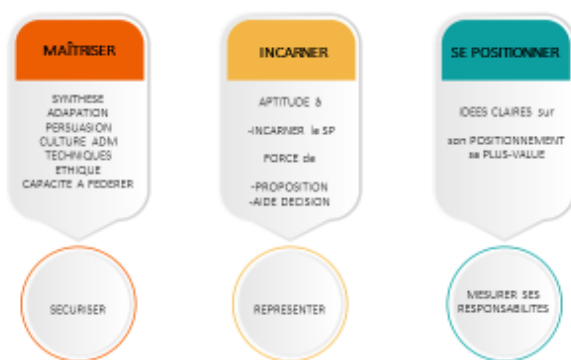 MAÎTRISER
SYNTHESE
ADAPATION
PERSUASION
CULTURE ADM
TECHNIQUES
ETHIQUE
CAPACITE A FEDERER
SECURISER
INCARNER
APTITUDE à
-INCARNER le SP
FORCE de
-PROPOSITION
-AIDE DECISION
REPRESENTER
SE POSITIONNER
IDEES CLAIRES sur
son POSITIONNEMENT
sa PLUS-VALUE
MESURER SES
RESPONSABILITES